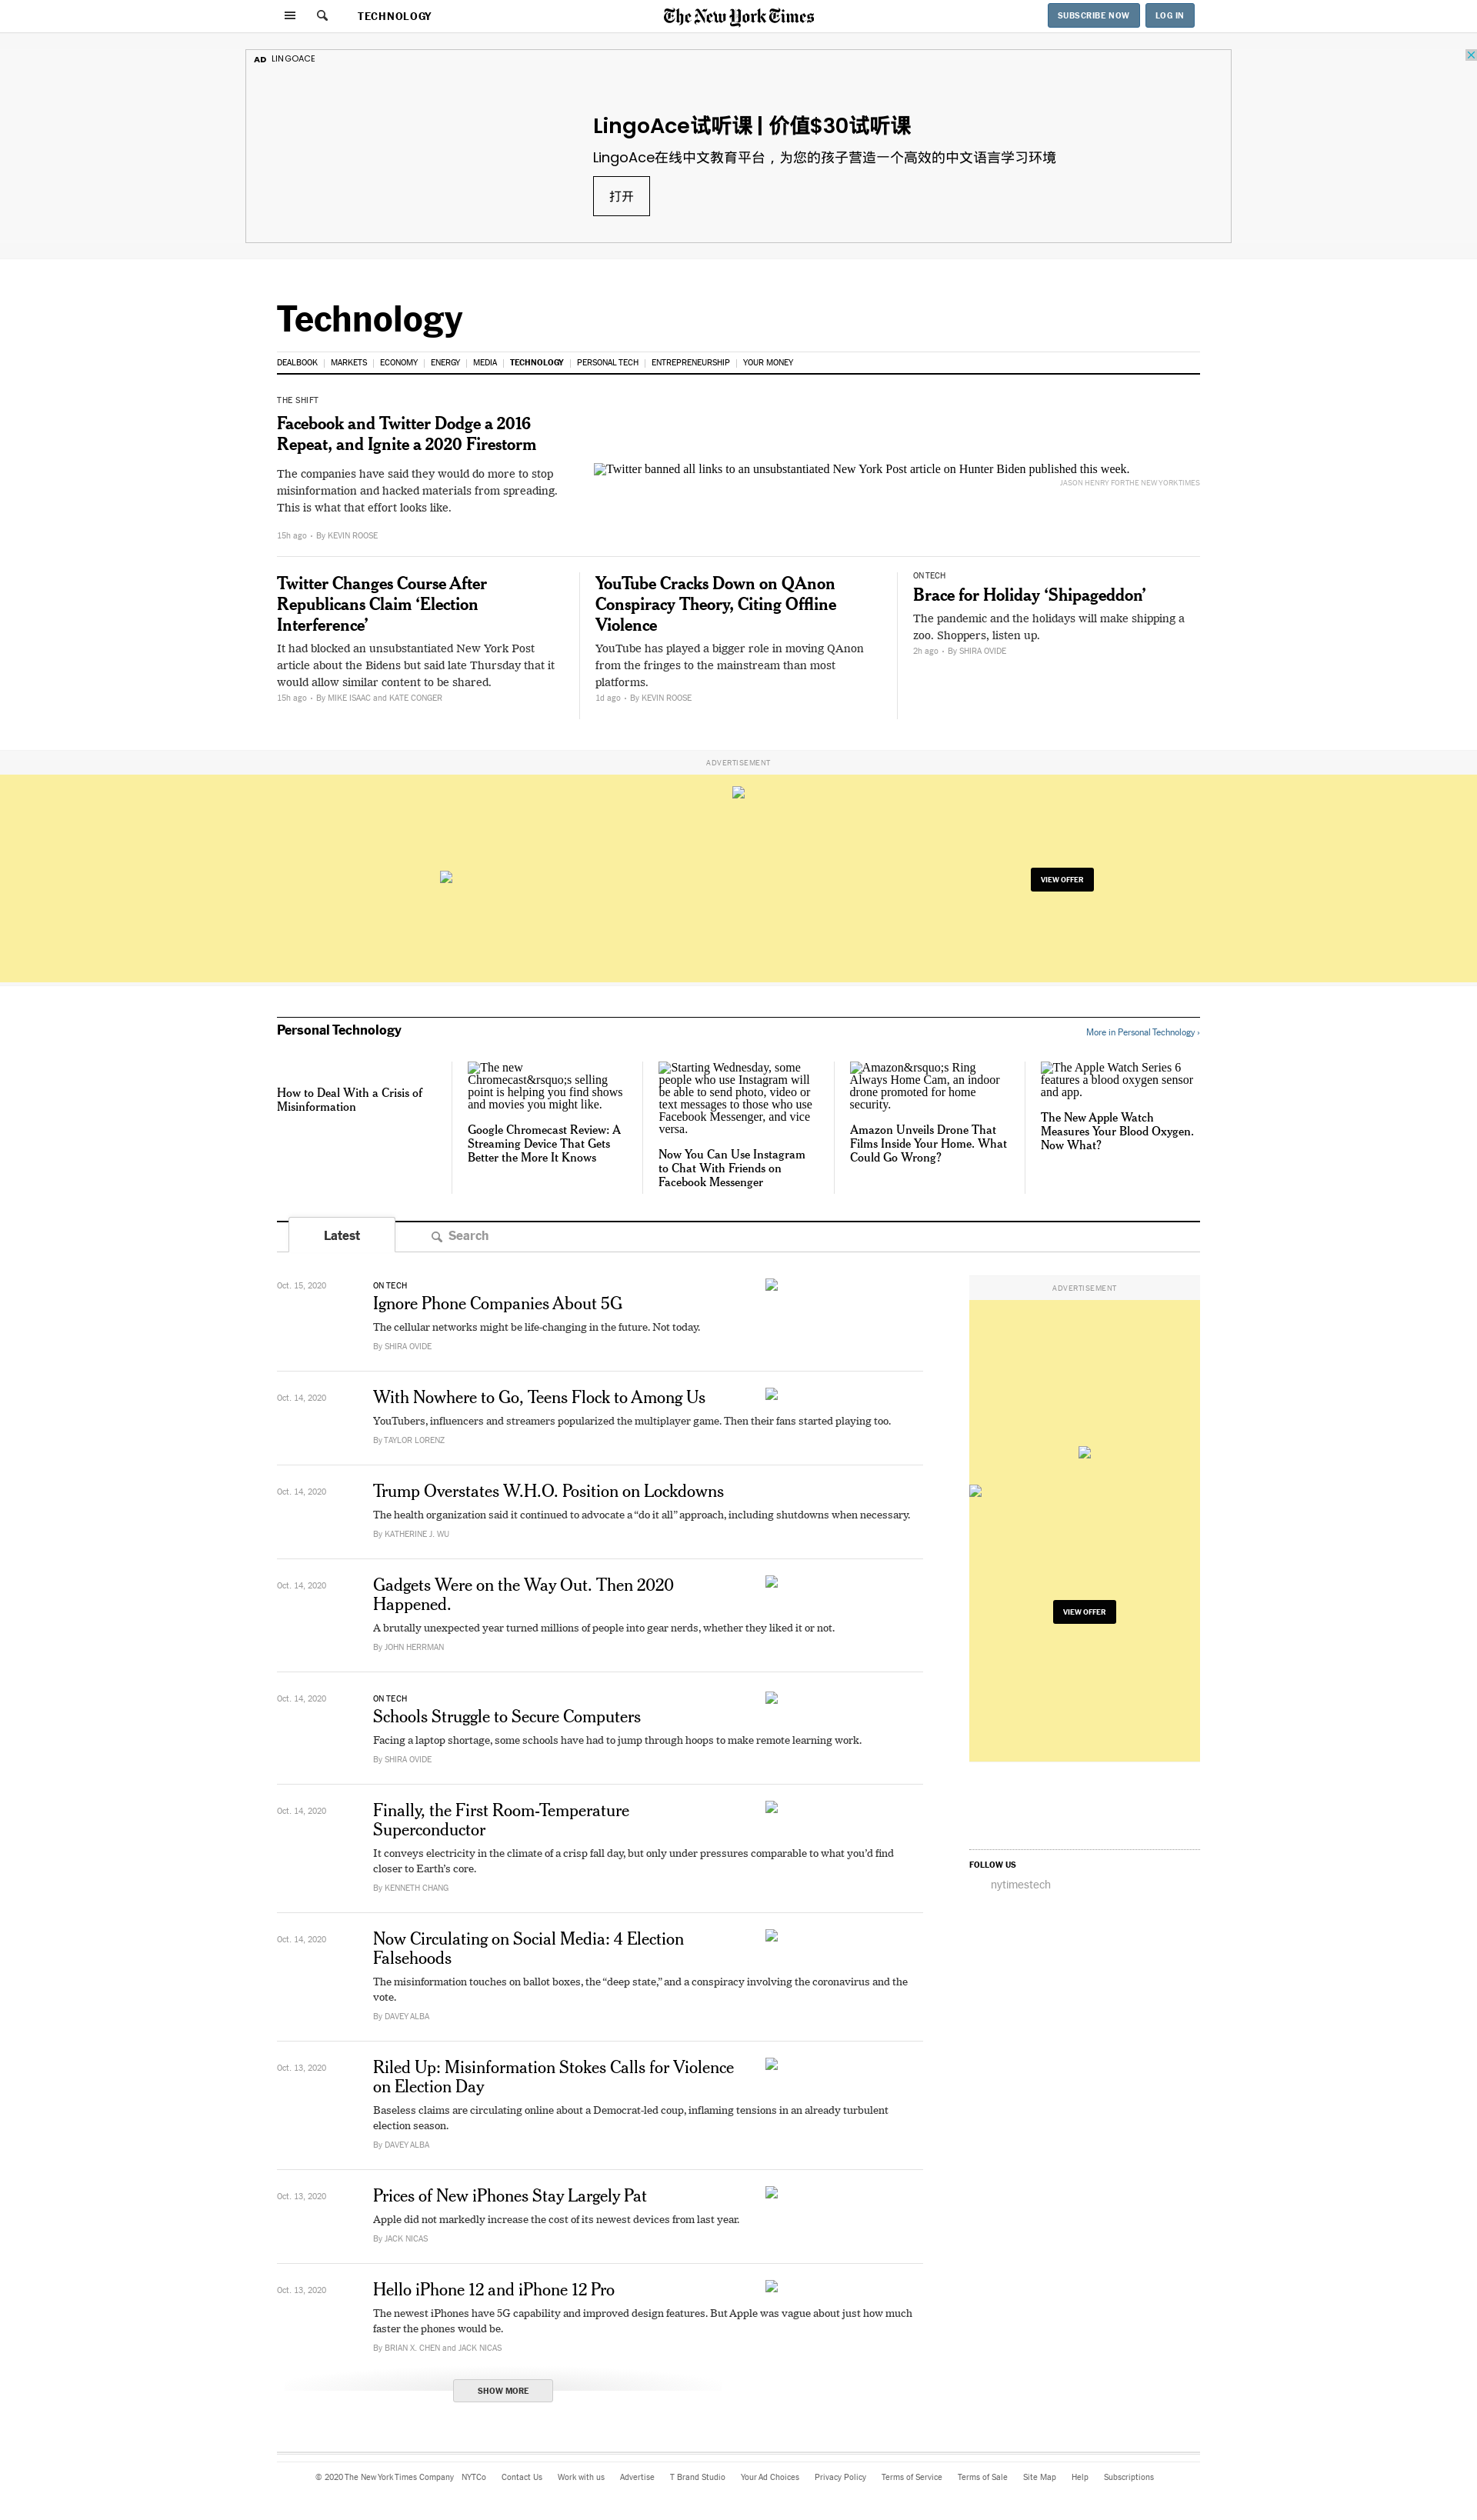 TECHNOLOGY
The New York Times
SUBSCRIBE NOW
LOG IN
AD LINGOACE
LingoAce试听课 | 价值$30试听课
LingoAce在线中文教育平台，为您的孩子营造一个高效的中文语言学习环境
打开
Technology
DEALBOOK | MARKETS | ECONOMY | ENERGY | MEDIA | TECHNOLOGY | PERSONAL TECH | ENTREPRENEURSHIP | YOUR MONEY
THE SHIFT
Facebook and Twitter Dodge a 2016
Repeat, and Ignite a 2020 Firestorm
The companies have said they would do more to stop
misinformation and hacked materials from spreading.
This is what that effort looks like.
15h ago • By KEVIN ROOSE
Twitter banned all links to an unsubstantiated New York Post article on Hunter Biden published this week.
JASON HENRY FOR THE NEW YORK TIMES
Twitter Changes Course After
Republicans Claim ‘Election
Interference’
It had blocked an unsubstantiated New York Post
article about the Bidens but said late Thursday that it
would allow similar content to be shared.
15h ago • By MIKE ISAAC and KATE CONGER
YouTube Cracks Down on QAnon
Conspiracy Theory, Citing Offline
Violence
YouTube has played a bigger role in moving QAnon
from the fringes to the mainstream than most
platforms.
1d ago • By KEVIN ROOSE
ON TECH
Brace for Holiday ‘Shipageddon’
The pandemic and the holidays will make shipping a
zoo. Shoppers, listen up.
2h ago • By SHIRA OVIDE
ADVERTISEMENT
VIEW OFFER
Personal Technology
More in Personal Technology ›
How to Deal With a Crisis of
Misinformation
The new
Chromecast&rsquo;s selling
point is helping you find shows
and movies you might like.
Google Chromecast Review: A
Streaming Device That Gets
Better the More It Knows
Starting Wednesday, some
people who use Instagram will
be able to send photo, video or
text messages to those who use
Facebook Messenger, and vice
versa.
Now You Can Use Instagram
to Chat With Friends on
Facebook Messenger
Amazon&rsquo;s Ring
Always Home Cam, an indoor
drone promoted for home
security.
Amazon Unveils Drone That
Films Inside Your Home. What
Could Go Wrong?
The Apple Watch Series 6
features a blood oxygen sensor
and app.
The New Apple Watch
Measures Your Blood Oxygen.
Now What?
Latest
Search
Oct. 15, 2020
ON TECH
Ignore Phone Companies About 5G
The cellular networks might be life-changing in the future. Not today.
By SHIRA OVIDE
Oct. 14, 2020
With Nowhere to Go, Teens Flock to Among Us
YouTubers, influencers and streamers popularized the multiplayer game. Then their fans started playing too.
By TAYLOR LORENZ
Oct. 14, 2020
Trump Overstates W.H.O. Position on Lockdowns
The health organization said it continued to advocate a “do it all” approach, including shutdowns when necessary.
By KATHERINE J. WU
Oct. 14, 2020
Gadgets Were on the Way Out. Then 2020
Happened.
A brutally unexpected year turned millions of people into gear nerds, whether they liked it or not.
By JOHN HERRMAN
Oct. 14, 2020
ON TECH
Schools Struggle to Secure Computers
Facing a laptop shortage, some schools have had to jump through hoops to make remote learning work.
By SHIRA OVIDE
Oct. 14, 2020
Finally, the First Room-Temperature
Superconductor
It conveys electricity in the climate of a crisp fall day, but only under pressures comparable to what you’d find
closer to Earth’s core.
By KENNETH CHANG
Oct. 14, 2020
Now Circulating on Social Media: 4 Election
Falsehoods
The misinformation touches on ballot boxes, the “deep state,” and a conspiracy involving the coronavirus and the
vote.
By DAVEY ALBA
Oct. 13, 2020
Riled Up: Misinformation Stokes Calls for Violence
on Election Day
Baseless claims are circulating online about a Democrat-led coup, inflaming tensions in an already turbulent
election season.
By DAVEY ALBA
Oct. 13, 2020
Prices of New iPhones Stay Largely Pat
Apple did not markedly increase the cost of its newest devices from last year.
By JACK NICAS
Oct. 13, 2020
Hello iPhone 12 and iPhone 12 Pro
The newest iPhones have 5G capability and improved design features. But Apple was vague about just how much
faster the phones would be.
By BRIAN X. CHEN and JACK NICAS
SHOW MORE
ADVERTISEMENT
VIEW OFFER
FOLLOW US
nytimestech
© 2020 The New York Times Company NYTCo Contact Us Work with us Advertise T Brand Studio Your Ad Choices Privacy Policy Terms of Service Terms of Sale Site Map Help Subscriptions